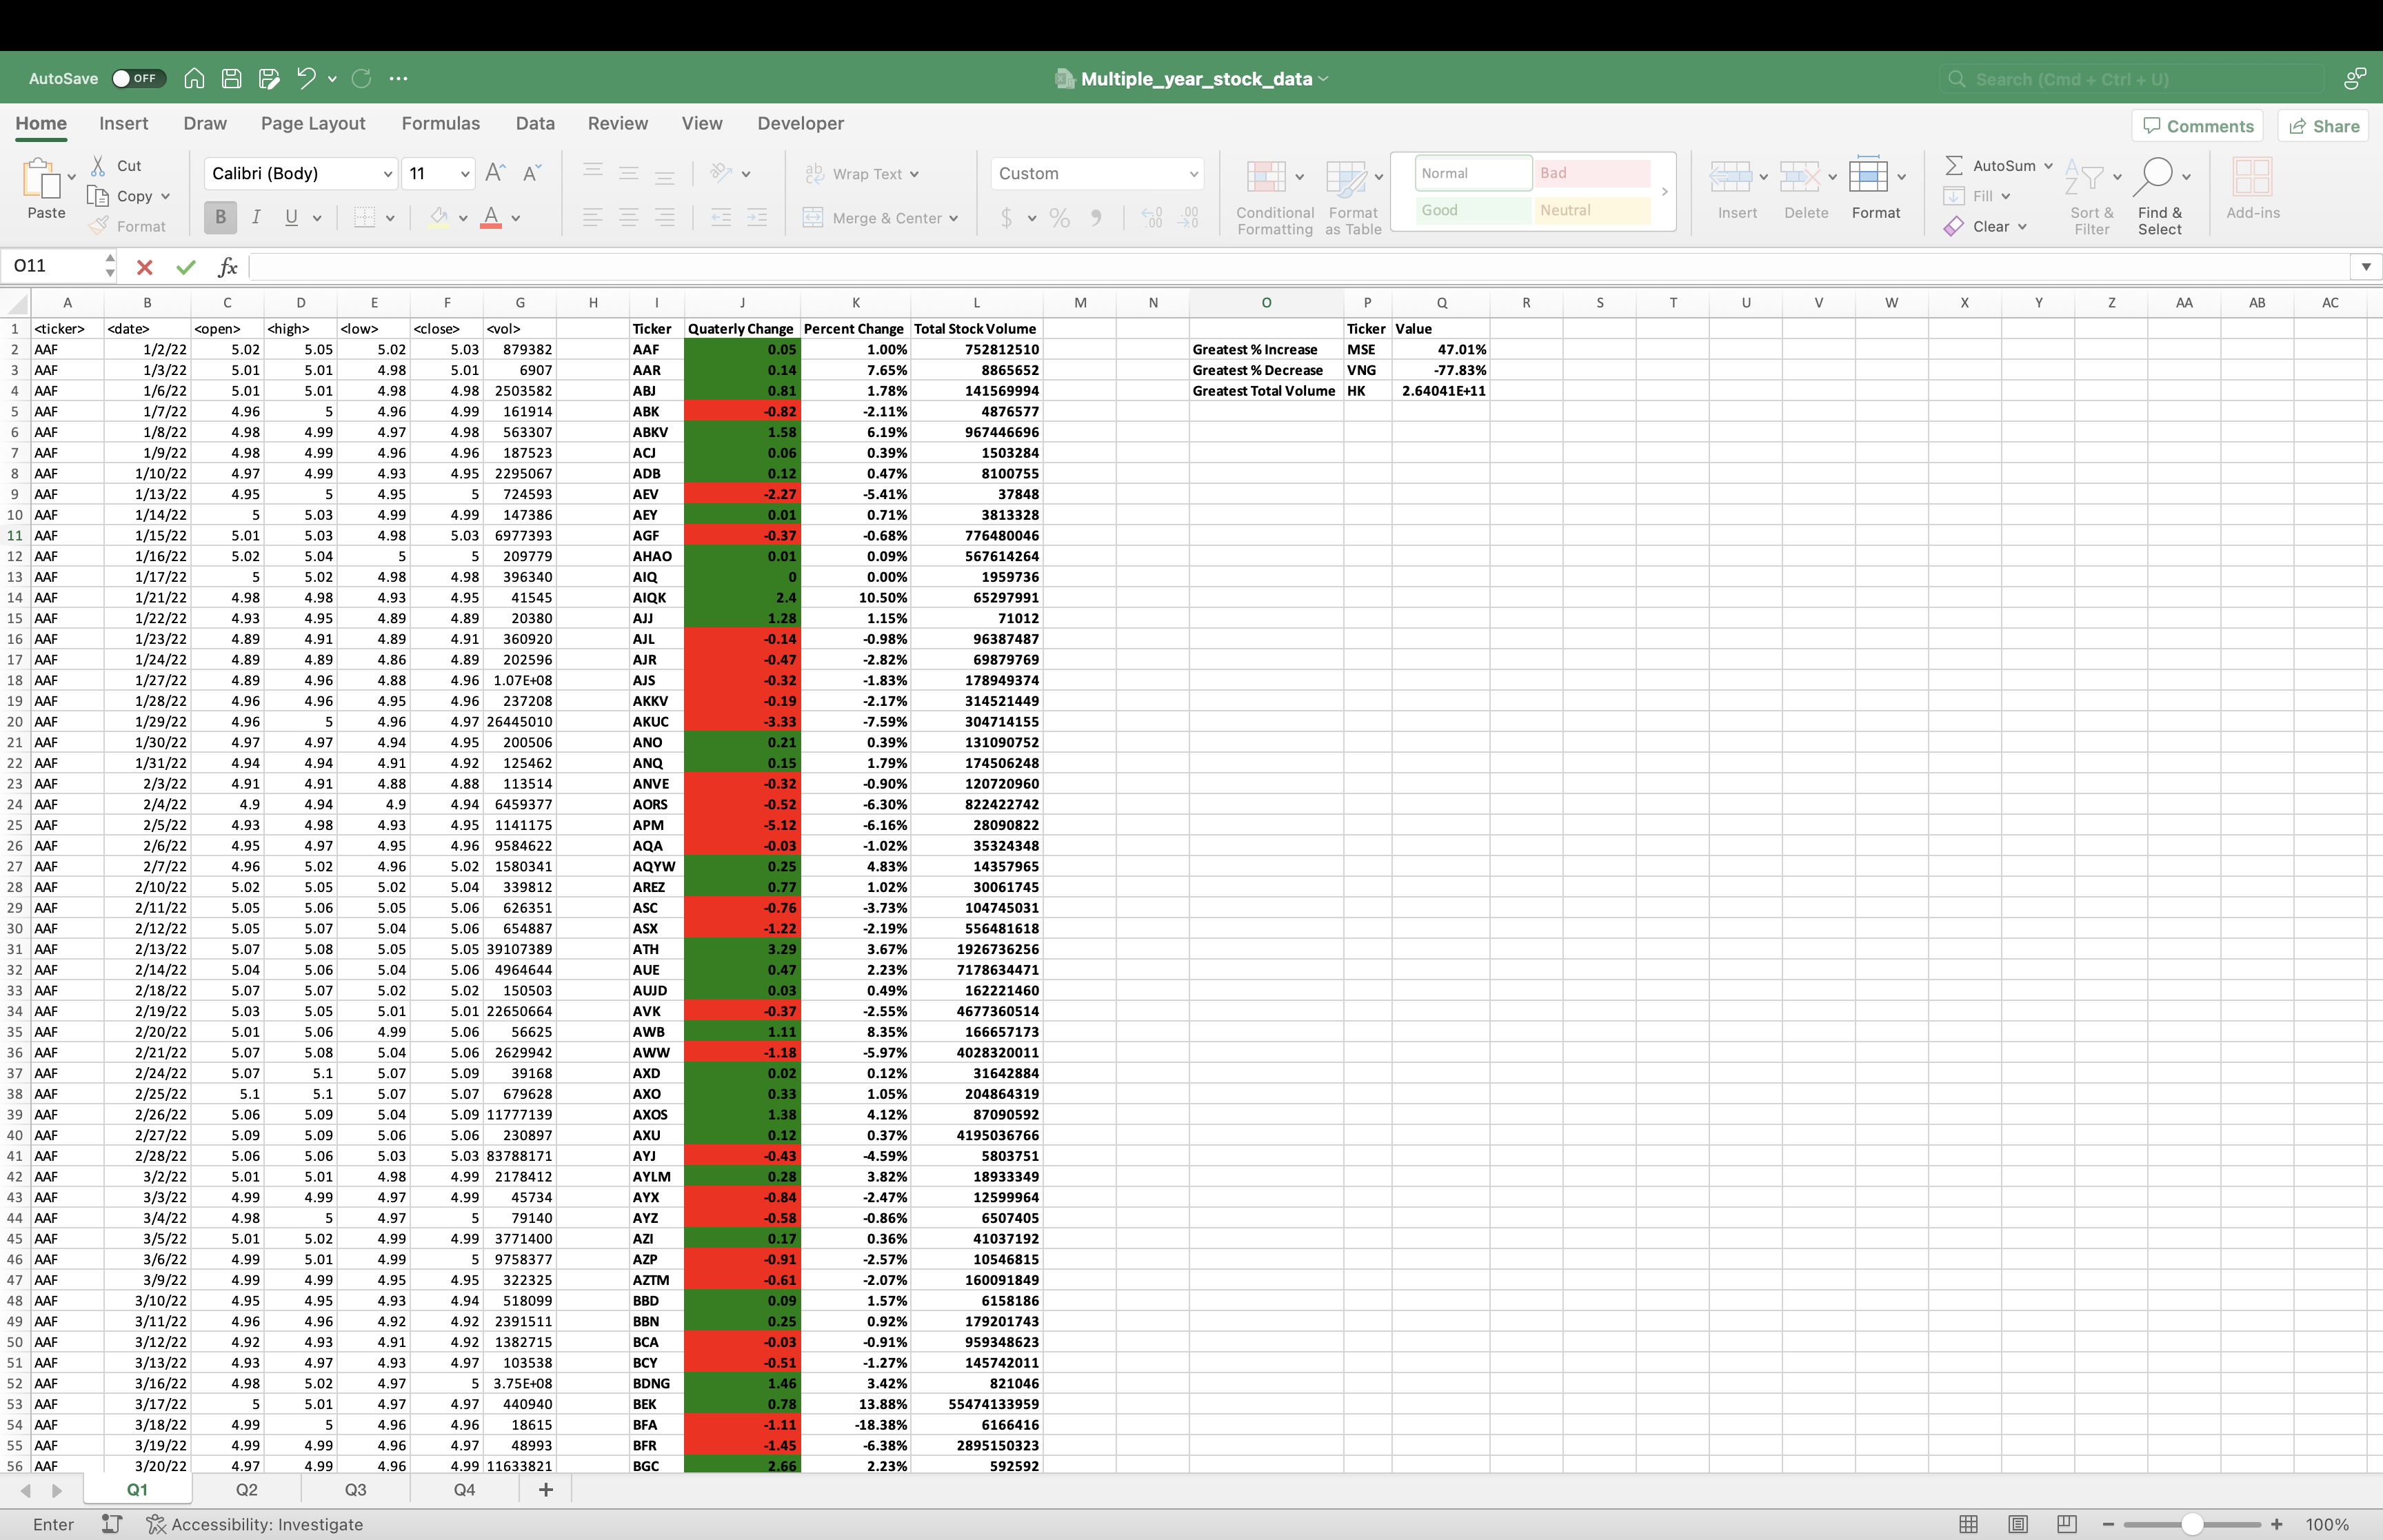 AutoSave OFF Multiple_year_stock_data Search (Cmd + Ctrl + U)
Home Insert Draw Page Layout Formulas Data Review View Developer Comments Share
Paste Cut Copy Format Calibri (Body) 11 B I U A Wrap Text Merge & Center Custom $ % Conditional Formatting Format as Table Normal Bad Good Neutral Insert Delete Format AutoSum Fill Clear Sort & Filter Find & Select Add-ins
O11 fx
A B C D E F G H I J K L M N O P Q R S T U V W X Y Z AA AB AC
1 <ticker> <date> <open> <high> <low> <close> <vol> Ticker Quaterly Change Percent Change Total Stock Volume Ticker Value
2 AAF 1/2/22 5.02 5.05 5.02 5.03 879382 AAF 0.05 1.00% 752812510 Greatest % Increase MSE 47.01%
3 AAF 1/3/22 5.01 5.01 4.98 5.01 6907 AAR 0.14 7.65% 8865652 Greatest % Decrease VNG -77.83%
4 AAF 1/6/22 5.01 5.01 4.98 4.98 2503582 ABJ 0.81 1.78% 141569994 Greatest Total Volume HK 2.64041E+11
5 AAF 1/7/22 4.96 5 4.96 4.99 161914 ABK -0.82 -2.11% 4876577
6 AAF 1/8/22 4.98 4.99 4.97 4.98 563307 ABKV 1.58 6.19% 967446696
7 AAF 1/9/22 4.98 4.99 4.96 4.96 187523 ACJ 0.06 0.39% 1503284
8 AAF 1/10/22 4.97 4.99 4.93 4.95 2295067 ADB 0.12 0.47% 8100755
9 AAF 1/13/22 4.95 5 4.95 5 724593 AEV -2.27 -5.41% 37848
10 AAF 1/14/22 5 5.03 4.99 4.99 147386 AEY 0.01 0.71% 3813328
11 AAF 1/15/22 5.01 5.03 4.98 5.03 6977393 AGF -0.37 -0.68% 776480046
12 AAF 1/16/22 5.02 5.04 5 5 209779 AHAO 0.01 0.09% 567614264
13 AAF 1/17/22 5 5.02 4.98 4.98 396340 AIQ 0 0.00% 1959736
14 AAF 1/21/22 4.98 4.98 4.93 4.95 41545 AIQK 2.4 10.50% 65297991
15 AAF 1/22/22 4.93 4.95 4.89 4.89 20380 AJJ 1.28 1.15% 71012
16 AAF 1/23/22 4.89 4.91 4.89 4.91 360920 AJL -0.14 -0.98% 96387487
17 AAF 1/24/22 4.89 4.89 4.86 4.89 202596 AJR -0.47 -2.82% 69879769
18 AAF 1/27/22 4.89 4.96 4.88 4.96 1.07E+08 AJS -0.32 -1.83% 178949374
19 AAF 1/28/22 4.96 4.96 4.95 4.96 237208 AKKV -0.19 -2.17% 314521449
20 AAF 1/29/22 4.96 5 4.96 4.97 26445010 AKUC -3.33 -7.59% 304714155
21 AAF 1/30/22 4.97 4.97 4.94 4.95 200506 ANO 0.21 0.39% 131090752
22 AAF 1/31/22 4.94 4.94 4.91 4.92 125462 ANQ 0.15 1.79% 174506248
23 AAF 2/3/22 4.91 4.91 4.88 4.88 113514 ANVE -0.32 -0.90% 120720960
24 AAF 2/4/22 4.9 4.94 4.9 4.94 6459377 AORS -0.52 -6.30% 822422742
25 AAF 2/5/22 4.93 4.98 4.93 4.95 1141175 APM -5.12 -6.16% 28090822
26 AAF 2/6/22 4.95 4.97 4.95 4.96 9584622 AQA -0.03 -1.02% 35324348
27 AAF 2/7/22 4.96 5.02 4.96 5.02 1580341 AQYW 0.25 4.83% 14357965
28 AAF 2/10/22 5.02 5.05 5.02 5.04 339812 AREZ 0.77 1.02% 30061745
29 AAF 2/11/22 5.05 5.06 5.05 5.06 626351 ASC -0.76 -3.73% 104745031
30 AAF 2/12/22 5.05 5.07 5.04 5.06 654887 ASX -1.22 -2.19% 556481618
31 AAF 2/13/22 5.07 5.08 5.05 5.05 39107389 ATH 3.29 3.67% 1926736256
32 AAF 2/14/22 5.04 5.06 5.04 5.06 4964644 AUE 0.47 2.23% 7178634471
33 AAF 2/18/22 5.07 5.07 5.02 5.02 150503 AUJD 0.03 0.49% 162221460
34 AAF 2/19/22 5.03 5.05 5.01 5.01 22650664 AVK -0.37 -2.55% 4677360514
35 AAF 2/20/22 5.01 5.06 4.99 5.06 56625 AWB 1.11 8.35% 166657173
36 AAF 2/21/22 5.07 5.08 5.04 5.06 2629942 AWW -1.18 -5.97% 4028320011
37 AAF 2/24/22 5.07 5.1 5.07 5.09 39168 AXD 0.02 0.12% 31642884
38 AAF 2/25/22 5.1 5.1 5.07 5.07 679628 AXO 0.33 1.05% 204864319
39 AAF 2/26/22 5.06 5.09 5.04 5.09 11777139 AXOS 1.38 4.12% 87090592
40 AAF 2/27/22 5.09 5.09 5.06 5.06 230897 AXU 0.12 0.37% 4195036766
41 AAF 2/28/22 5.06 5.06 5.03 5.03 83788171 AYJ -0.43 -4.59% 5803751
42 AAF 3/2/22 5.01 5.01 4.98 4.99 2178412 AYLM 0.28 3.82% 18933349
43 AAF 3/3/22 4.99 4.99 4.97 4.99 45734 AYX -0.84 -2.47% 12599964
44 AAF 3/4/22 4.98 5 4.97 5 79140 AYZ -0.58 -0.86% 6507405
45 AAF 3/5/22 5.01 5.02 4.99 4.99 3771400 AZI 0.17 0.36% 41037192
46 AAF 3/6/22 4.99 5.01 4.99 5 9758377 AZP -0.91 -2.57% 10546815
47 AAF 3/9/22 4.99 4.99 4.95 4.95 322325 AZTM -0.61 -2.07% 160091849
48 AAF 3/10/22 4.95 4.95 4.93 4.94 518099 BBD 0.09 1.57% 6158186
49 AAF 3/11/22 4.96 4.96 4.92 4.92 2391511 BBN 0.25 0.92% 179201743
50 AAF 3/12/22 4.92 4.93 4.91 4.92 1382715 BCA -0.03 -0.91% 959348623
51 AAF 3/13/22 4.93 4.97 4.93 4.97 103538 BCY -0.51 -1.27% 145742011
52 AAF 3/16/22 4.98 5.02 4.97 5 3.75E+08 BDNG 1.46 3.42% 821046
53 AAF 3/17/22 5 5.01 4.97 4.97 440940 BEK 0.78 13.88% 55474133959
54 AAF 3/18/22 4.99 5 4.96 4.96 18615 BFA -1.11 -18.38% 6166416
55 AAF 3/19/22 4.99 4.99 4.96 4.97 48993 BFR -1.45 -6.38% 2895150323
56 AAF 3/20/22 4.97 4.99 4.96 4.99 11633821 BGC 2.66 2.23% 592592
Q1 Q2 Q3 Q4 +
Enter Accessibility: Investigate 100%